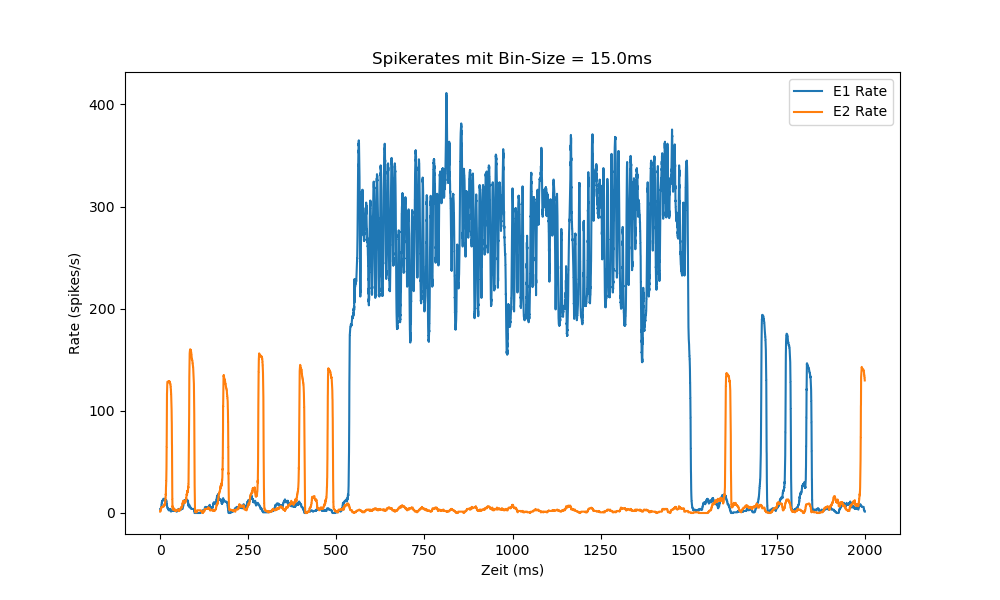 Spikerates mit Bin-Size = 15.0ms
E1 Rate
E2 Rate
400
300
200
100
0
Rate (spikes/s)
0 250 500 750 1000 1250 1500 1750 2000
Zeit (ms)